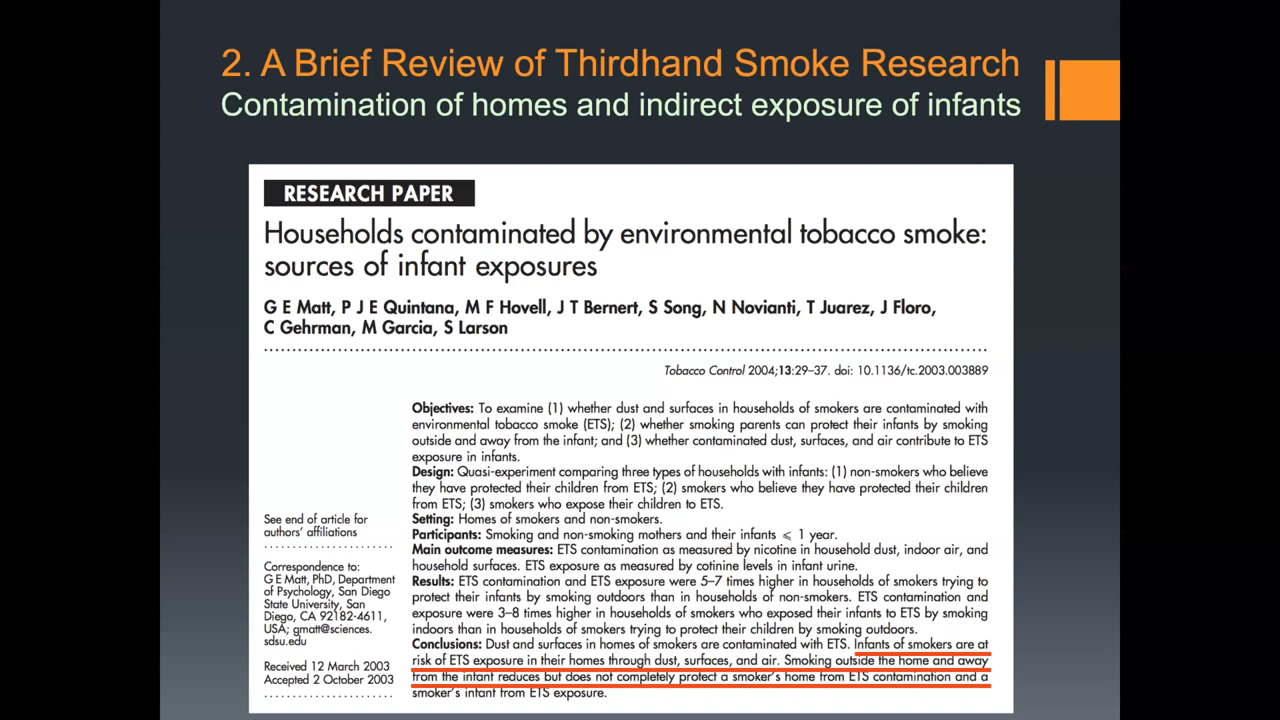 2. A Brief Review of Thirdhand Smoke Research
Contamination of homes and indirect exposure of infants
RESEARCH PAPER
Households contaminated by environmental tobacco smoke:
sources of infant exposures
G E Matt, P J E Quintana, M F Hovell, J T Bernert, S Song, N Novianti, T Juarez, J Floro,
C Gehrman, M Garcia, S Larson
Tobacco Control 2004;13:29–37. doi: 10.1136/tc.2003.003889
Objectives: To examine (1) whether dust and surfaces in households of smokers are contaminated with
environmental tobacco smoke (ETS); (2) whether smoking parents can protect their infants by smoking
outside and away from the infant; and (3) whether contaminated dust, surfaces, and air contribute to ETS
exposure in infants.
Design: Quasi-experiment comparing three types of households with infants: (1) non-smokers who believe
they have protected their children from ETS; (2) smokers who believe they have protected their children
from ETS; (3) smokers who expose their children to ETS.
Setting: Homes of smokers and non-smokers.
Participants: Smoking and non-smoking mothers and their infants ⩽ 1 year.
Main outcome measures: ETS contamination as measured by nicotine in household dust, indoor air, and
household surfaces. ETS exposure as measured by cotinine levels in infant urine.
Results: ETS contamination and ETS exposure were 5–7 times higher in households of smokers trying to
protect their infants by smoking outdoors than in households of non-smokers. ETS contamination and
exposure were 3–8 times higher in households of smokers who exposed their infants to ETS by smoking
indoors than in households of smokers trying to protect their children by smoking outdoors.
Conclusions: Dust and surfaces in homes of smokers are contaminated with ETS. Infants of smokers are at
risk of ETS exposure in their homes through dust, surfaces, and air. Smoking outside the home and away
from the infant reduces but does not completely protect a smoker's home from ETS contamination and a
smoker's infant from ETS exposure.
See end of article for
authors' affiliations
Correspondence to:
G E Matt, PhD, Department
of Psychology, San Diego
State University, San
Diego, CA 92182-4611,
USA; gmatt@sciences.
sdsu.edu
Received 12 March 2003
Accepted 2 October 2003